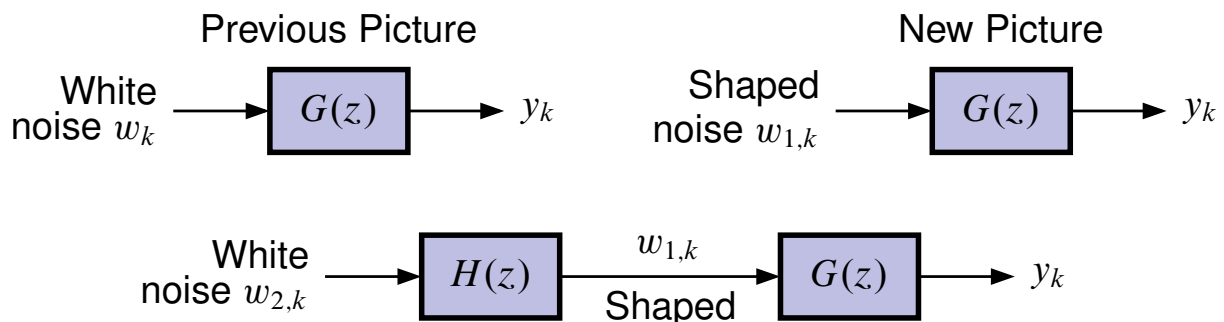 Previous Picture
White
noise w_k
G(z)
y_k
New Picture
Shaped
noise w_{1,k}
G(z)
y_k
White
noise w_{2,k}
H(z)
w_{1,k}
Shaped
G(z)
y_k